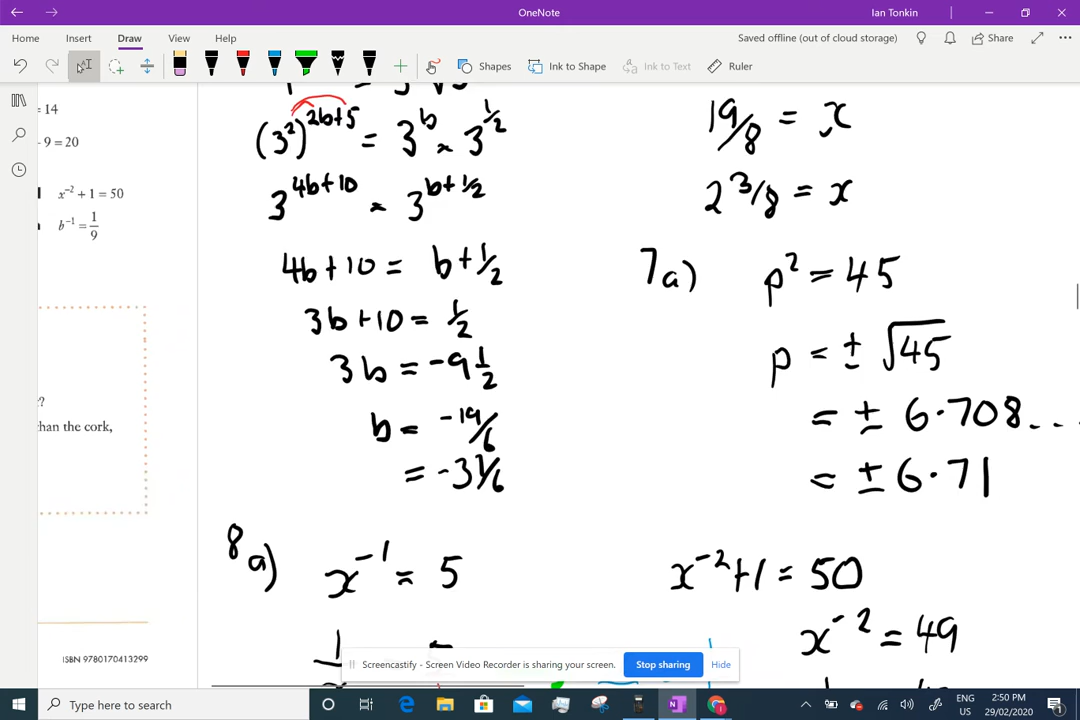 OneNote
Ian Tonkin
Home Insert Draw View Help
Saved offline (out of cloud storage)
Share
Shapes
Ink to Shape
Ink to Text
Ruler
= 14
- 9 = 20
x⁻² + 1 = 50
b⁻¹ = 1/9
?
han the cork,
ISBN 9780170413299
(3²)^(2b+5) = 3^b × 3^(1/2)
3^(4b+10) = 3^(b+1/2)
4b+10 = b+1/2
3b+10 = 1/2
3b = -9 1/2
b = -19/6
= -3 1/6
19/8 = x
2 3/8 = x
7a) p² = 45
p = ± √45
= ± 6.708...
= ± 6.71
8a) x⁻¹ = 5
x⁻² + 1 = 50
x⁻² = 49
Screencastify - Screen Video Recorder is sharing your screen.
Stop sharing
Hide
Type here to search
ENG
US
2:50 PM
29/02/2020